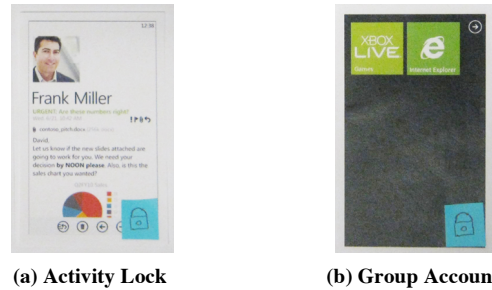 12:38
Frank Miller
URGENT: Are these numbers right?
contoso_pitch.docx
David,
Let us know if the new slides attached are
going to work for you. We need your
decision by NOON please. Also, is this the
sales chart you wanted?
XBOX
LIVE
Games
Internet Explorer
(a) Activity Lock
(b) Group Accoun